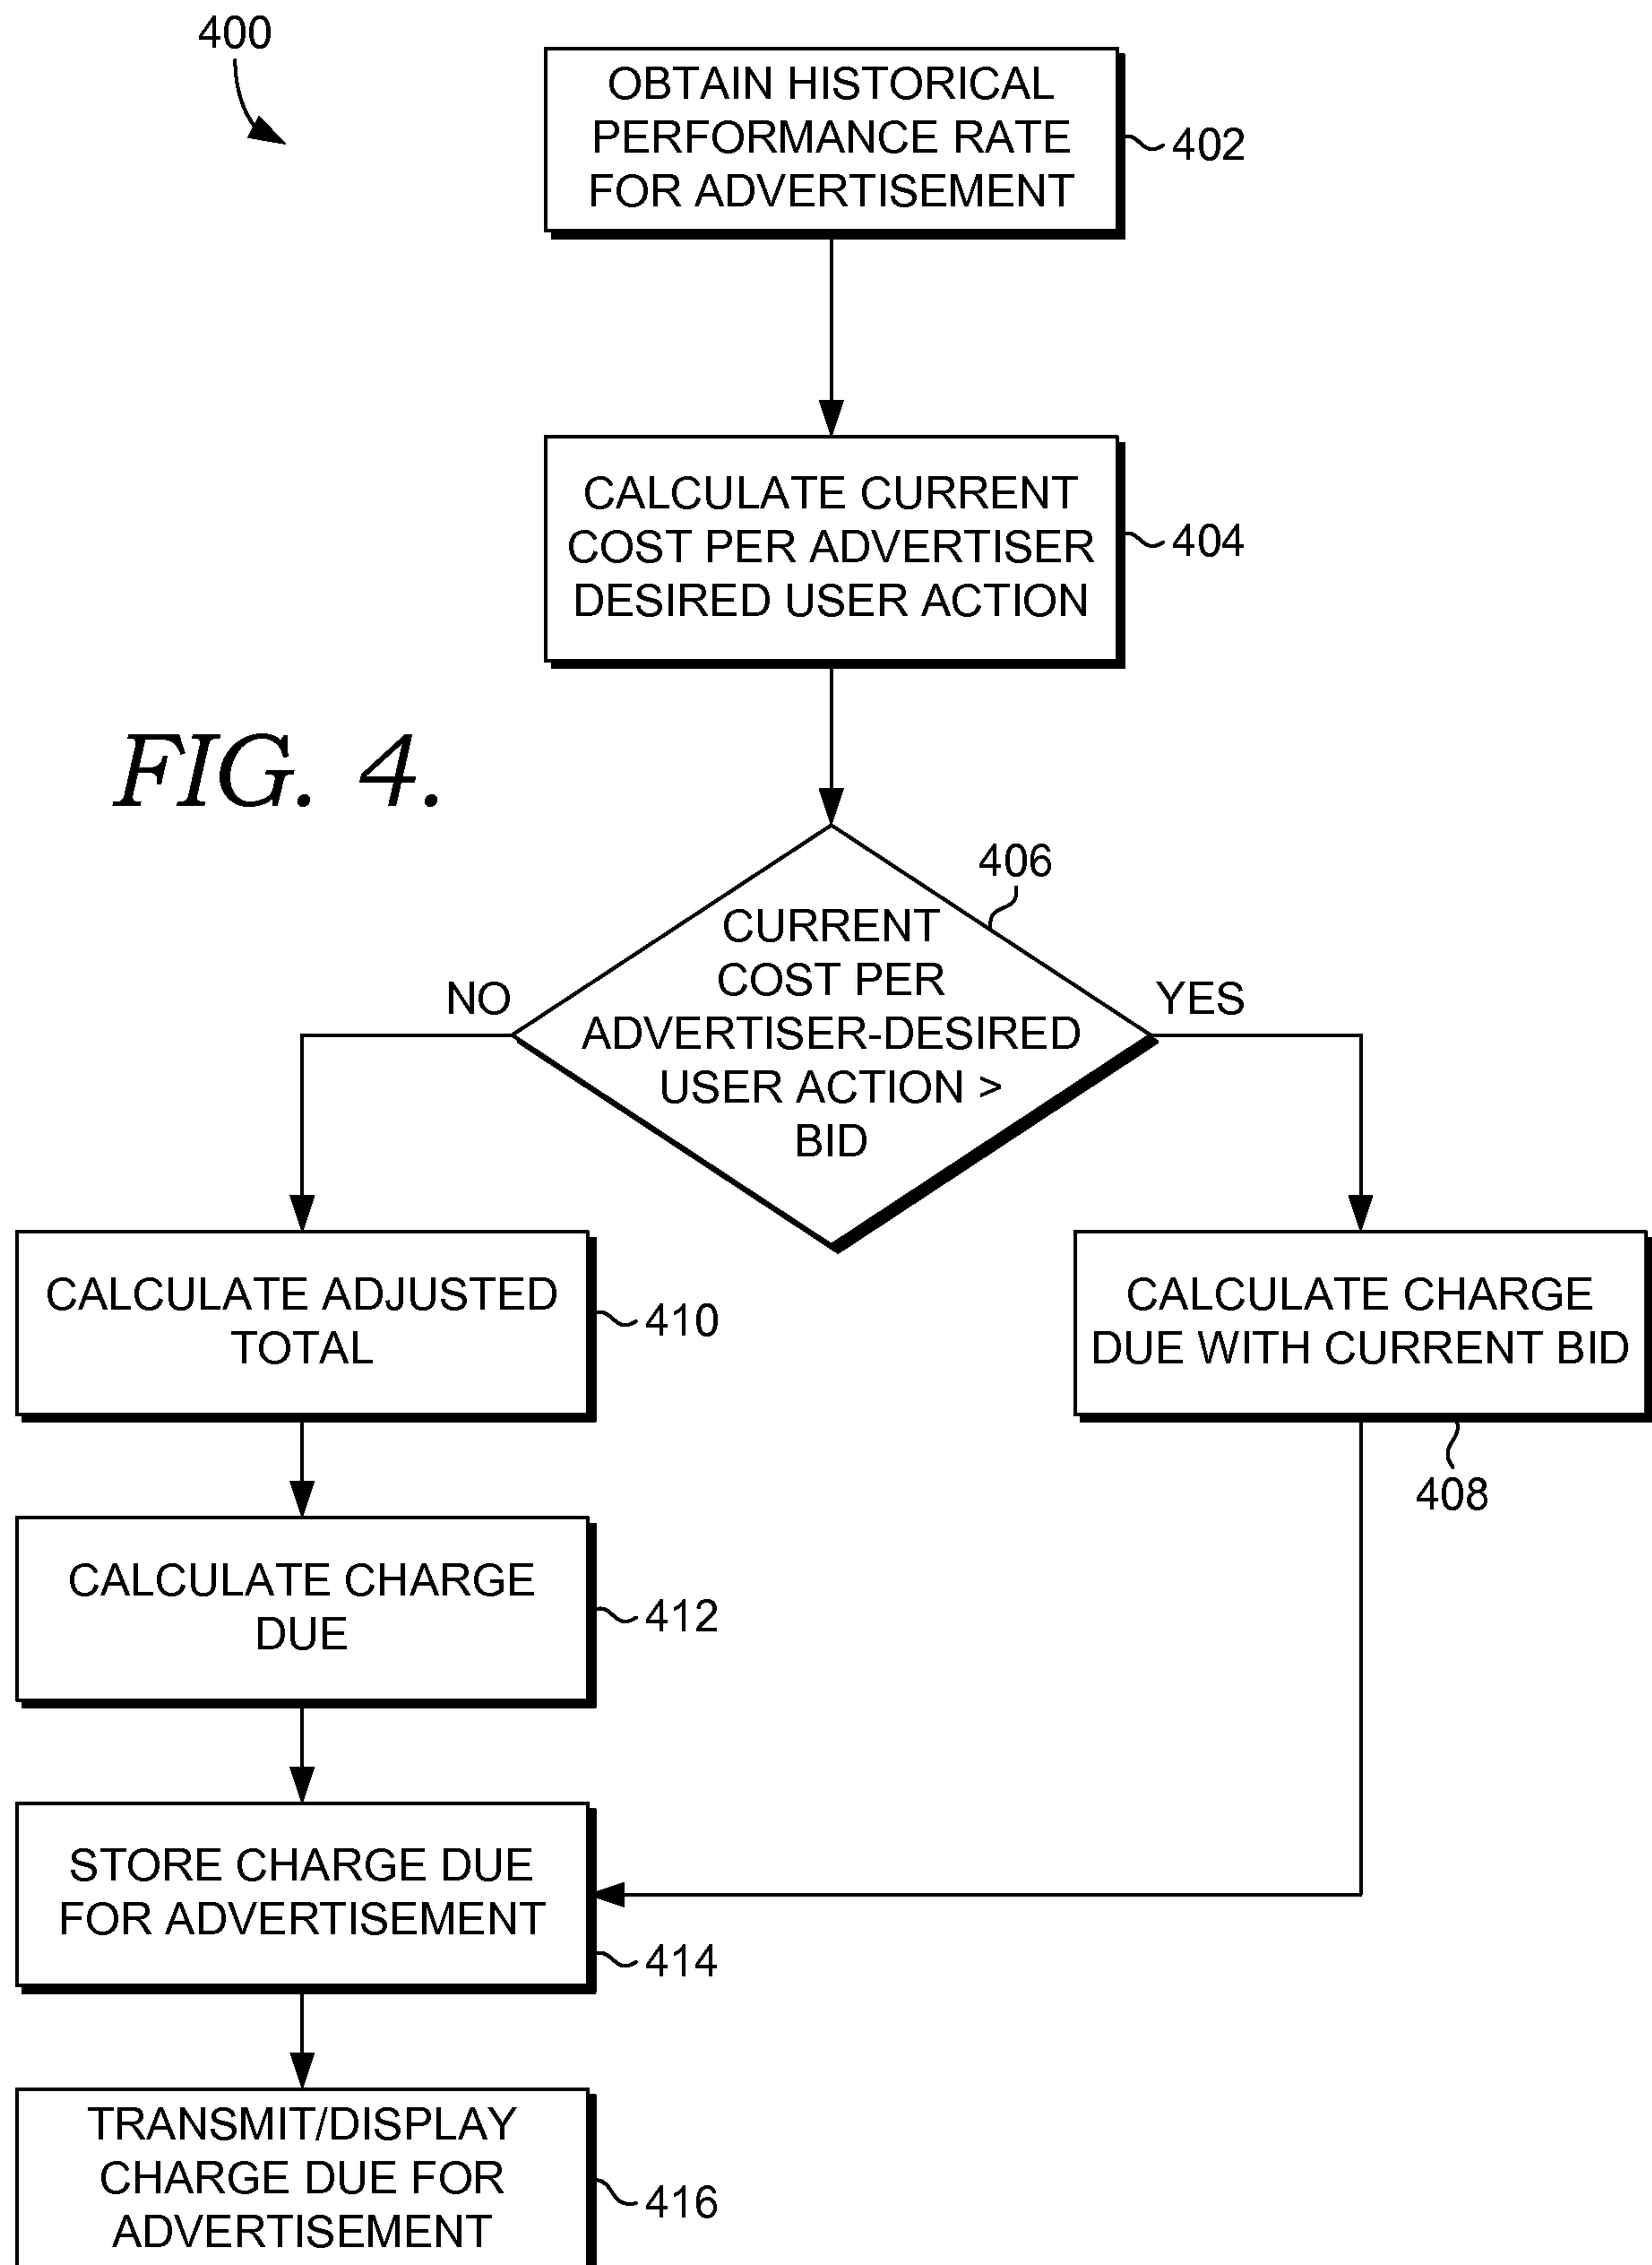 400
OBTAIN HISTORICAL
PERFORMANCE RATE
FOR ADVERTISEMENT
402
CALCULATE CURRENT
COST PER ADVERTISER
DESIRED USER ACTION
404
FIG. 4.
406
CURRENT
COST PER
ADVERTISER-DESIRED
USER ACTION >
BID
NO
YES
CALCULATE ADJUSTED
TOTAL
410
CALCULATE CHARGE
DUE WITH CURRENT BID
408
CALCULATE CHARGE
DUE
412
STORE CHARGE DUE
FOR ADVERTISEMENT
414
TRANSMIT/DISPLAY
CHARGE DUE FOR
ADVERTISEMENT
416